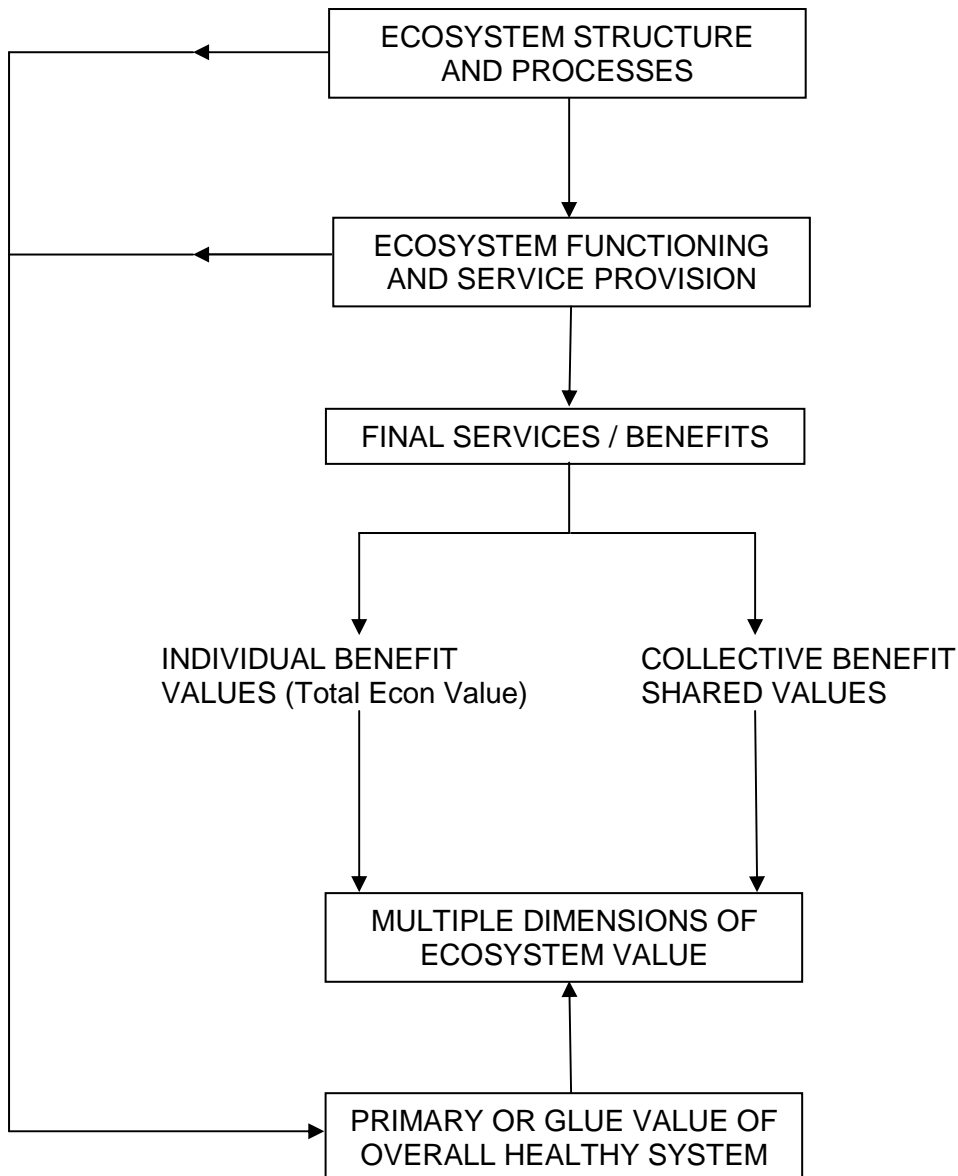 ECOSYSTEM STRUCTURE
AND PROCESSES
ECOSYSTEM FUNCTIONING
AND SERVICE PROVISION
FINAL SERVICES / BENEFITS
INDIVIDUAL BENEFIT
VALUES (Total Econ Value)
COLLECTIVE BENEFIT
SHARED VALUES
MULTIPLE DIMENSIONS OF
ECOSYSTEM VALUE
PRIMARY OR GLUE VALUE OF
OVERALL HEALTHY SYSTEM